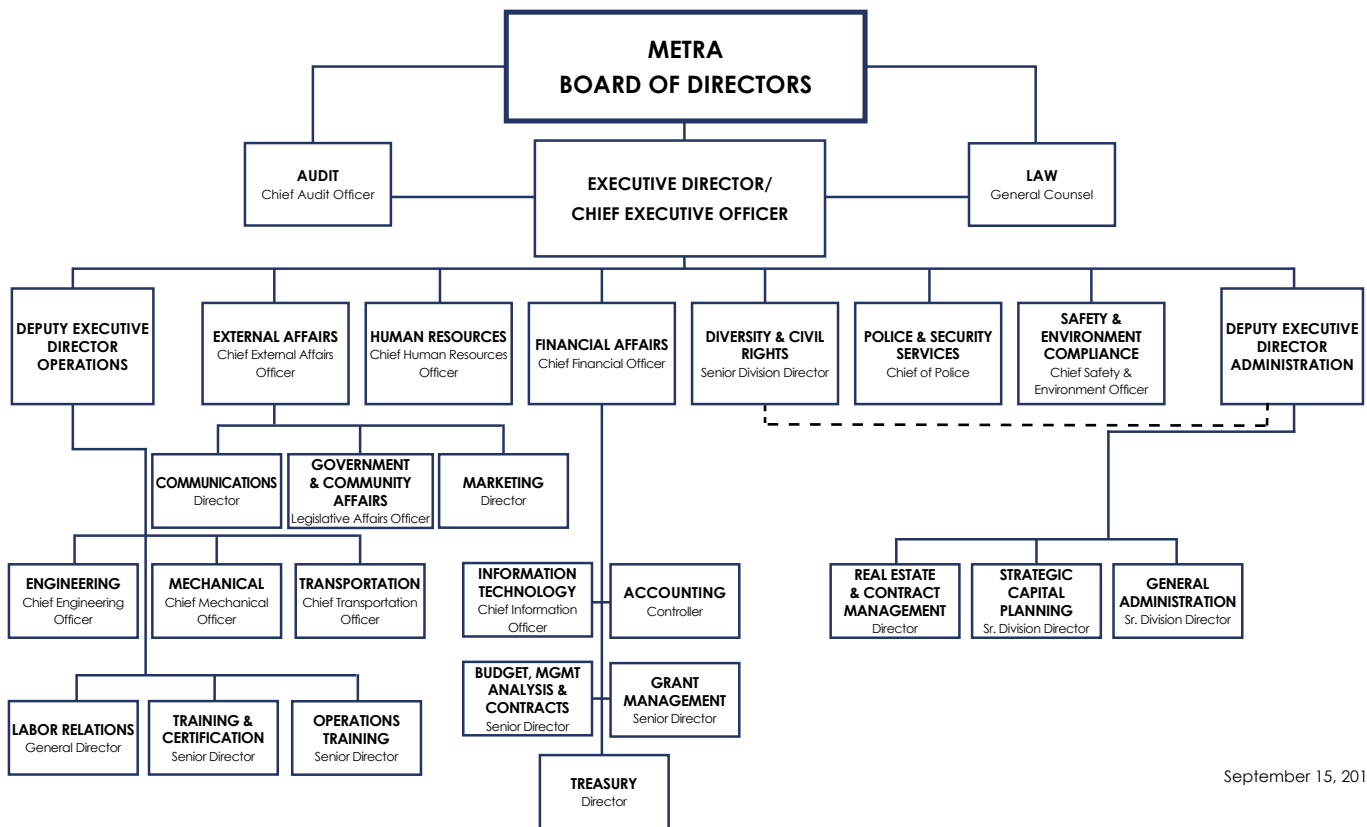 METRA
BOARD OF DIRECTORS
AUDIT
Chief Audit Officer
EXECUTIVE DIRECTOR/
CHIEF EXECUTIVE OFFICER
LAW
General Counsel
DEPUTY EXECUTIVE
DIRECTOR
OPERATIONS
EXTERNAL AFFAIRS
Chief External Affairs
Officer
HUMAN RESOURCES
Chief Human Resources
Officer
FINANCIAL AFFAIRS
Chief Financial Officer
DIVERSITY & CIVIL
RIGHTS
Senior Division Director
POLICE & SECURITY
SERVICES
Chief of Police
SAFETY &
ENVIRONMENT
COMPLIANCE
Chief Safety &
Environment Officer
DEPUTY EXECUTIVE
DIRECTOR
ADMINISTRATION
COMMUNICATIONS
Director
GOVERNMENT
& COMMUNITY
AFFAIRS
Legislative Affairs Officer
MARKETING
Director
ENGINEERING
Chief Engineering
Officer
MECHANICAL
Chief Mechanical
Officer
TRANSPORTATION
Chief Transportation
Officer
INFORMATION
TECHNOLOGY
Chief Information
Officer
ACCOUNTING
Controller
REAL ESTATE
& CONTRACT
MANAGEMENT
Director
STRATEGIC
CAPITAL
PLANNING
Sr. Division Director
GENERAL
ADMINISTRATION
Sr. Division Director
LABOR RELATIONS
General Director
TRAINING &
CERTIFICATION
Senior Director
OPERATIONS
TRAINING
Senior Director
BUDGET, MGMT
ANALYSIS &
CONTRACTS
Senior Director
GRANT
MANAGEMENT
Senior Director
TREASURY
Director
September 15, 201